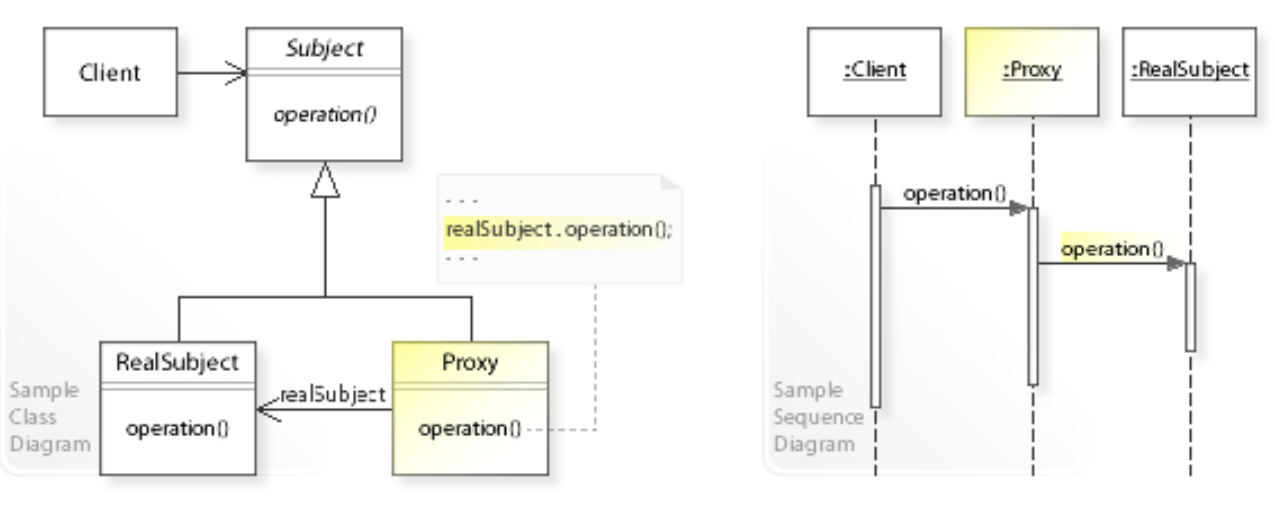 Client
Subject
operation()
- - -
realSubject.operation();
- - -
RealSubject
operation()
realSubject
Proxy
operation()
Sample
Class
Diagram
:Client
:Proxy
:RealSubject
operation()
operation()
Sample
Sequence
Diagram